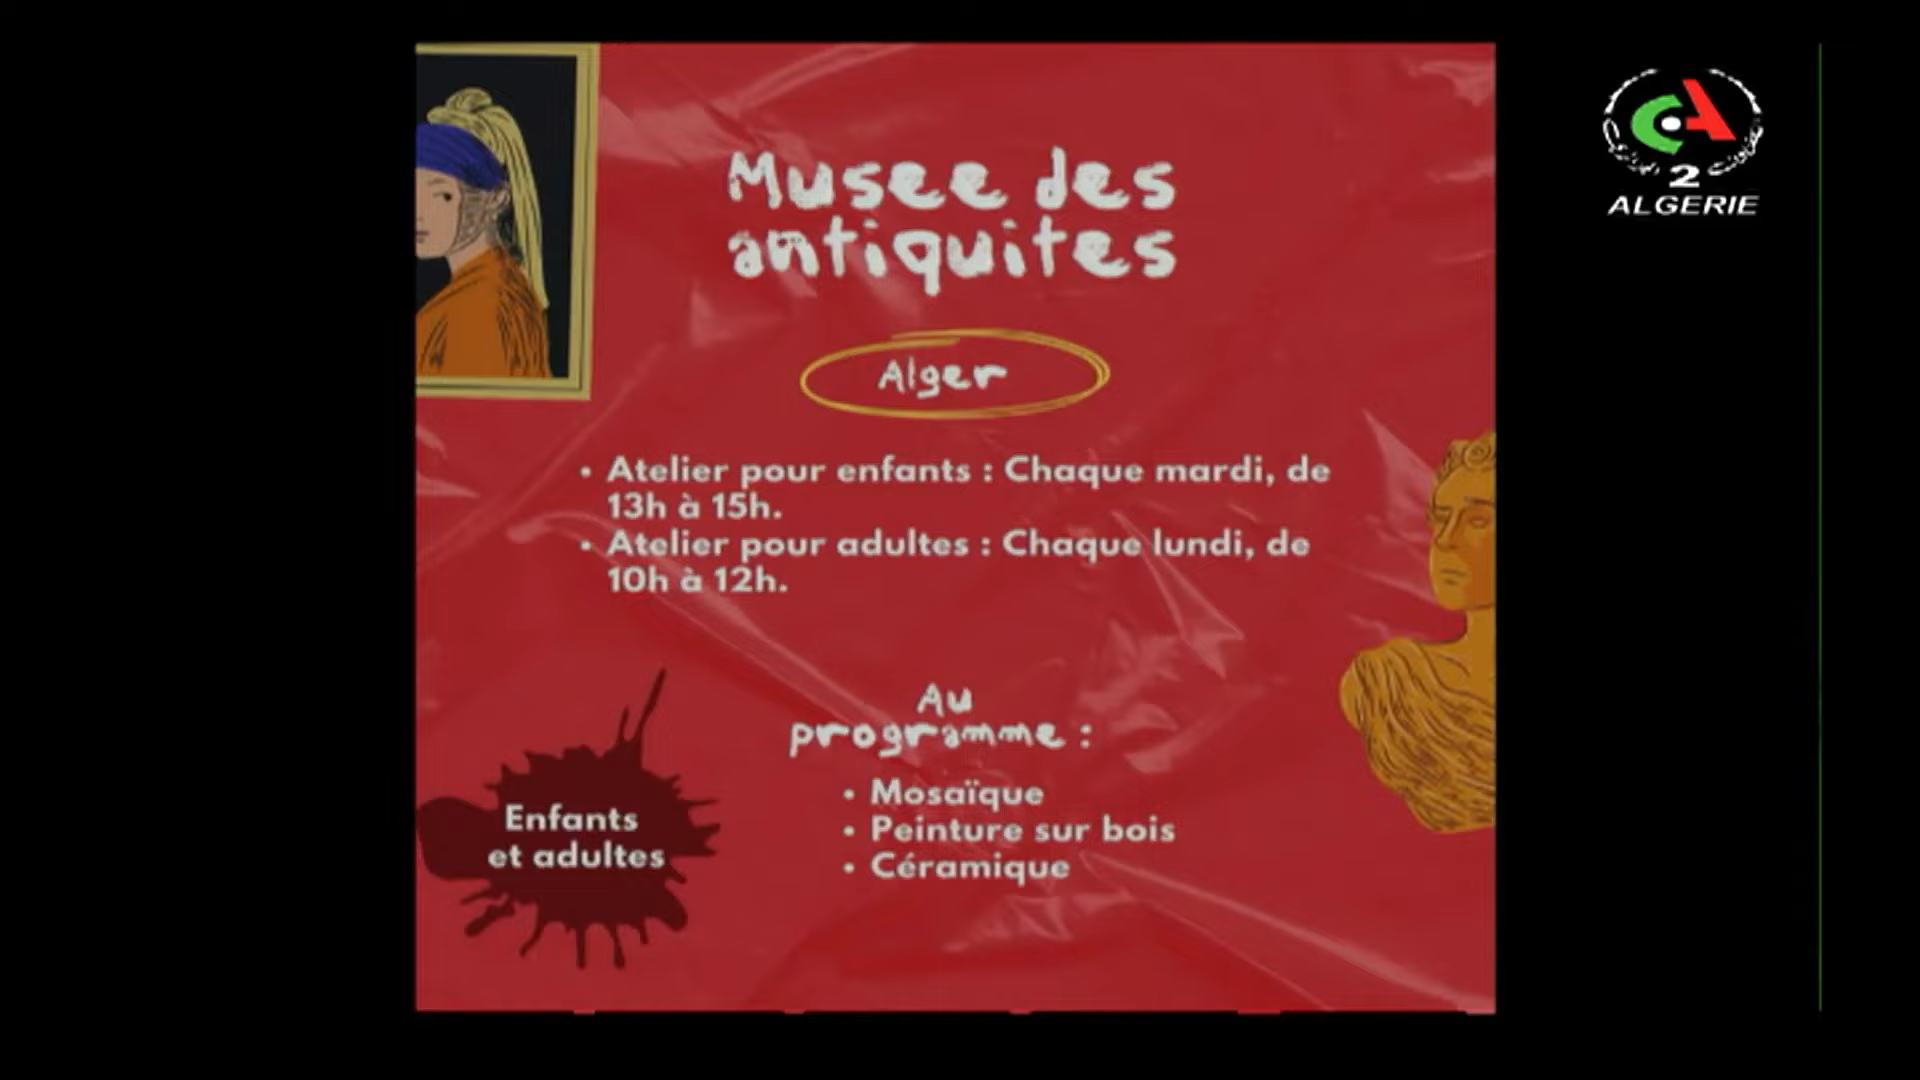 Musee des
antiquites
Alger
• Atelier pour enfants : Chaque mardi, de
13h à 15h.
• Atelier pour adultes : Chaque lundi, de
10h à 12h.
Au
programme :
• Mosaïque
• Peinture sur bois
• Céramique
Enfants
et adultes
2
ALGERIE